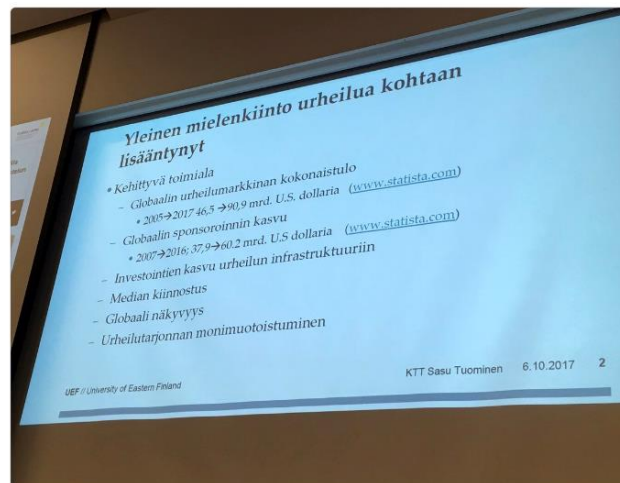 Yleinen mielenkiinto urheilua kohtaan
lisääntynyt
• Kehittyvä toimiala
– Globaalin urheilumarkkinan kokonaistulo
• 2005→2017 46,5 →90,9 mrd. U.S. dollaria (www.statista.com)
– Globaalin sponsoroinnin kasvu
• 2007→2016; 37,9→60.2 mrd. U.S dollaria (www.statista.com)
– Investointien kasvu urheilun infrastruktuuriin
– Median kiinnostus
– Globaali näkyvyys
– Urheilutarjonnan monimuotoistuminen
UEF // University of Eastern Finland
KTT Sasu Tuominen 6.10.2017 2